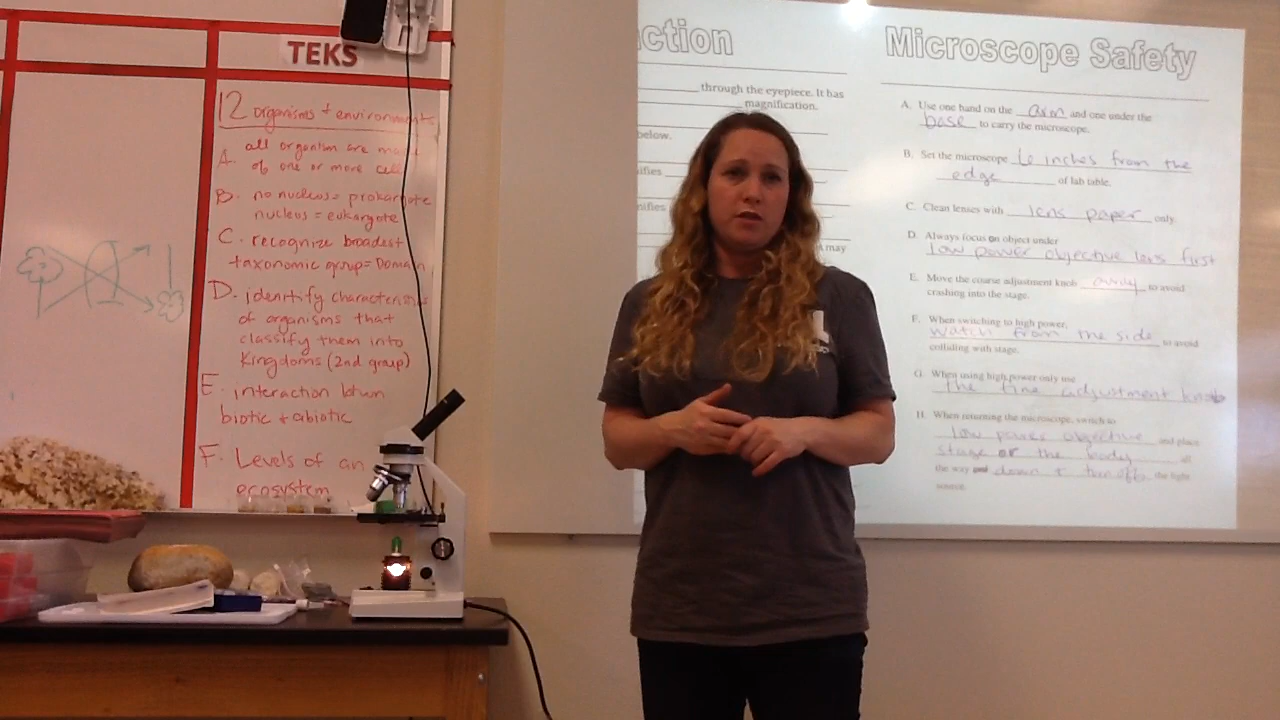 TEKS
12 organisms + environments
A. all organism are made
of one or more cell
B. no nucleus = prokaryote
nucleus = eukaryote
C. recognize broadest
taxonomic group = Domain
D. identify characteristics
of organisms that
classify them into
Kingdoms (2nd group)
E. interaction btwn
biotic + abiotic
F. Levels of an
ecosystem
ction
through the eyepiece. It has
magnification.
below.
nifies
may
Microscope Safety
A. Use one hand on the arm and one under the
base to carry the microscope.
B. Set the microscope 6 inches from the
edge of lab table.
C. Clean lenses with lens paper only.
D. Always focus on object under
low power objective lens first
E. Move the course adjustment knob away to avoid
crashing into the stage.
F. When switching to high power,
watch from the side to avoid
colliding with stage.
G. When using high power only use
the fine adjustment knob
H. When returning the microscope, switch to
low power objective and place
stage or the body all
the way down + turn off the light
source.